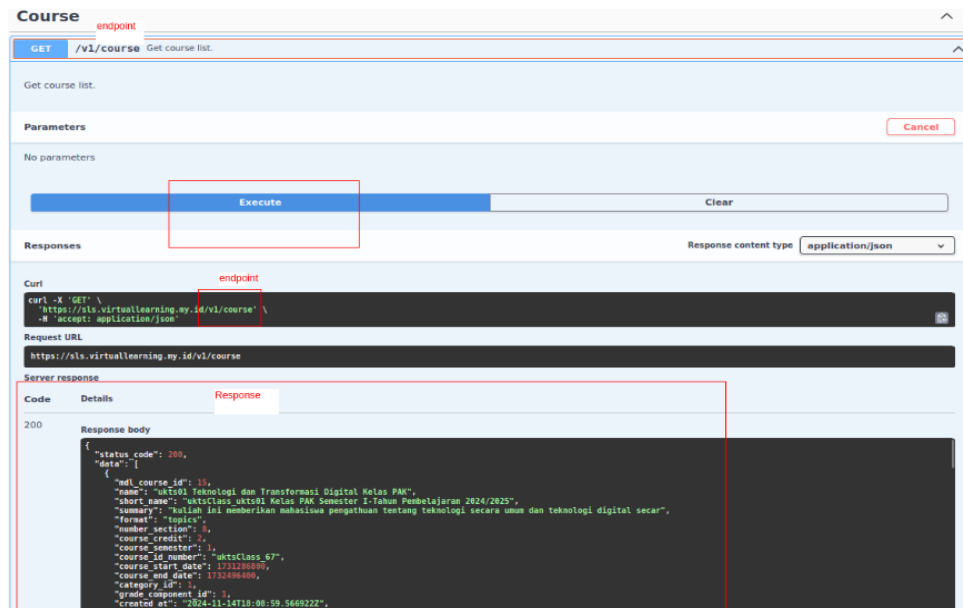 Course
endpoint
GET /v1/course Get course list.
Get course list.
Parameters
Cancel
No parameters
Execute
Clear
Responses
Response content type application/json
endpoint
Curl
curl -X 'GET' \
'https://sls.virtuallearning.my.id/v1/course' \
-H 'accept: application/json'
Request URL
https://sls.virtuallearning.my.id/v1/course
Server response
Code Details
Response
200
Response body
{
"status_code": 200,
"data": [
{
"mdl_course_id": 15,
"name": "ukts01 Teknologi dan Transformasi Digital Kelas PAK",
"short_name": "uktsClass_ukts01 Kelas PAK Semester I-Tahun Pembelajaran 2024/2025",
"summary": "kuliah ini memberikan mahasiswa pengathuan tentang teknologi secara umum dan teknologi digital secar",
"format": "topics",
"number_section": 8,
"course_credit": 2,
"course_semester": 1,
"course_id_number": "uktsClass_67",
"course_start_date": 1731286800,
"course_end_date": 1732496400,
"category_id": 1,
"grade_component_id": 3,
"created_at": "2024-11-14T18:08:59.566922Z",